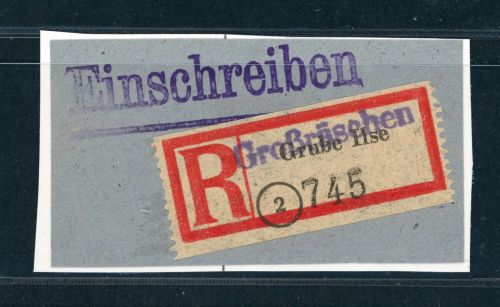 Einschreiben
Großräschen
R Grube Ilse
2 745